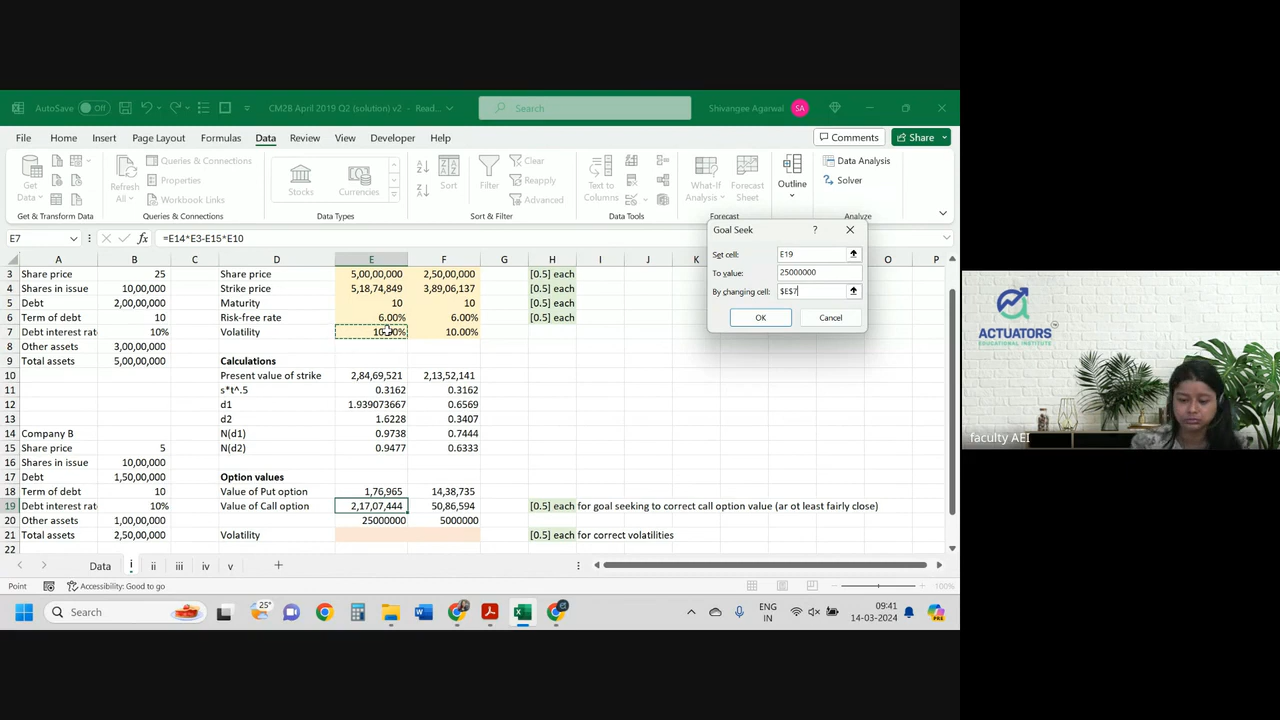 AutoSave Off CM2B April 2019 Q2 (solution) v2 - Read... Search Shivangee Agarwal SA
File Home Insert Page Layout Formulas Data Review View Developer Help Comments Share
Get Data Refresh All Queries & Connections Properties Workbook Links Stocks Currencies Sort Filter Clear Reapply Advanced Text to Columns What-If Analysis Forecast Sheet Outline Data Analysis Solver
Get & Transform Data Queries & Connections Data Types Sort & Filter Data Tools Forecast Analyze
Goal Seek ?
Set cell: E19
To value: 25000000
By changing cell: $E$7
OK Cancel
E7 fx =E14*E3-E15*E10
A B C D E F G H I J K O P
3 Share price 25 Share price 5,00,00,000 2,50,00,000 [0.5] each
4 Shares in issue 10,00,000 Strike price 5,18,74,849 3,89,06,137 [0.5] each
5 Debt 2,00,00,000 Maturity 10 10 [0.5] each
6 Term of debt 10 Risk-free rate 6.00% 6.00% [0.5] each
7 Debt interest rat 10% Volatility 10.00% 10.00%
8 Other assets 3,00,00,000
9 Total assets 5,00,00,000 Calculations
10 Present value of strike 2,84,69,521 2,13,52,141
11 s*t^.5 0.3162 0.3162
12 d1 1.939073667 0.6569
13 d2 1.6228 0.3407
14 Company B N(d1) 0.9738 0.7444
15 Share price 5 N(d2) 0.9477 0.6333
16 Shares in issue 10,00,000
17 Debt 1,50,00,000 Option values
18 Term of debt 10 Value of Put option 1,76,965 14,38,735
19 Debt interest rat 10% Value of Call option 2,17,07,444 50,86,594 [0.5] each for goal seeking to correct call option value (ar ot least fairly close)
20 Other assets 1,00,00,000 25000000 5000000
21 Total assets 2,50,00,000 Volatility [0.5] each for correct volatilities
22
Data i ii iii iv v
Point Accessibility: Good to go 100%
Search 25° ENG IN 09:41 14-03-2024
ACTUATORS
EDUCATIONAL INSTITUTE
faculty AEI